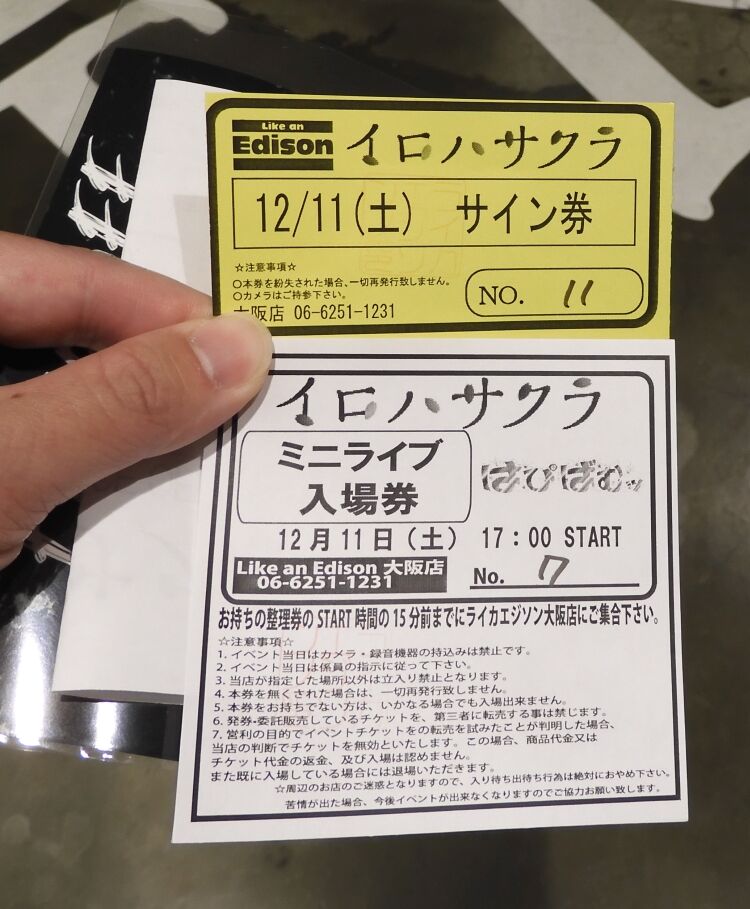 Like an
Edison
イロハサクラ
12/11(土) サイン券
☆注意事項☆
○本券を紛失された場合、一切再発行致しません。
○カメラはご持参下さい。
大阪店 06-6251-1231
NO. 11
イロハサクラ
ミニライブ
入場券
ぱぴぱむっ
12月11日(土) 17:00 START
Like an Edison 大阪店
06-6251-1231
No. 7
お持ちの整理券のSTART時間の15分前までにライカエジソン大阪店にご集合下さい。
☆注意事項☆
1. イベント当日はカメラ・録音機器の持込みは禁止です。
2. イベント当日は係員の指示に従って下さい。
3. 当店が指定した場所以外は立入り禁止となります。
4. 本券を無くされた場合は、一切再発行致しません。
5. 本券をお持ちでない方は、いかなる場合でも入場出来ません。
6. 発券・委託販売しているチケットを、第三者に転売する事は禁じます。
7. 営利の目的でイベントチケットの転売を試みたことが判明した場合、
当店の判断でチケットを無効といたします。この場合、商品代金又は
チケット代金の返金、及び入場は認めません。
また既に入場している場合には退場いただきます。
☆周辺のお店のご迷惑となりますので、入り待ち出待ち行為は絶対におやめ下さい。
苦情が出た場合、今後イベントが出来なくなりますのでご協力お願い致します。